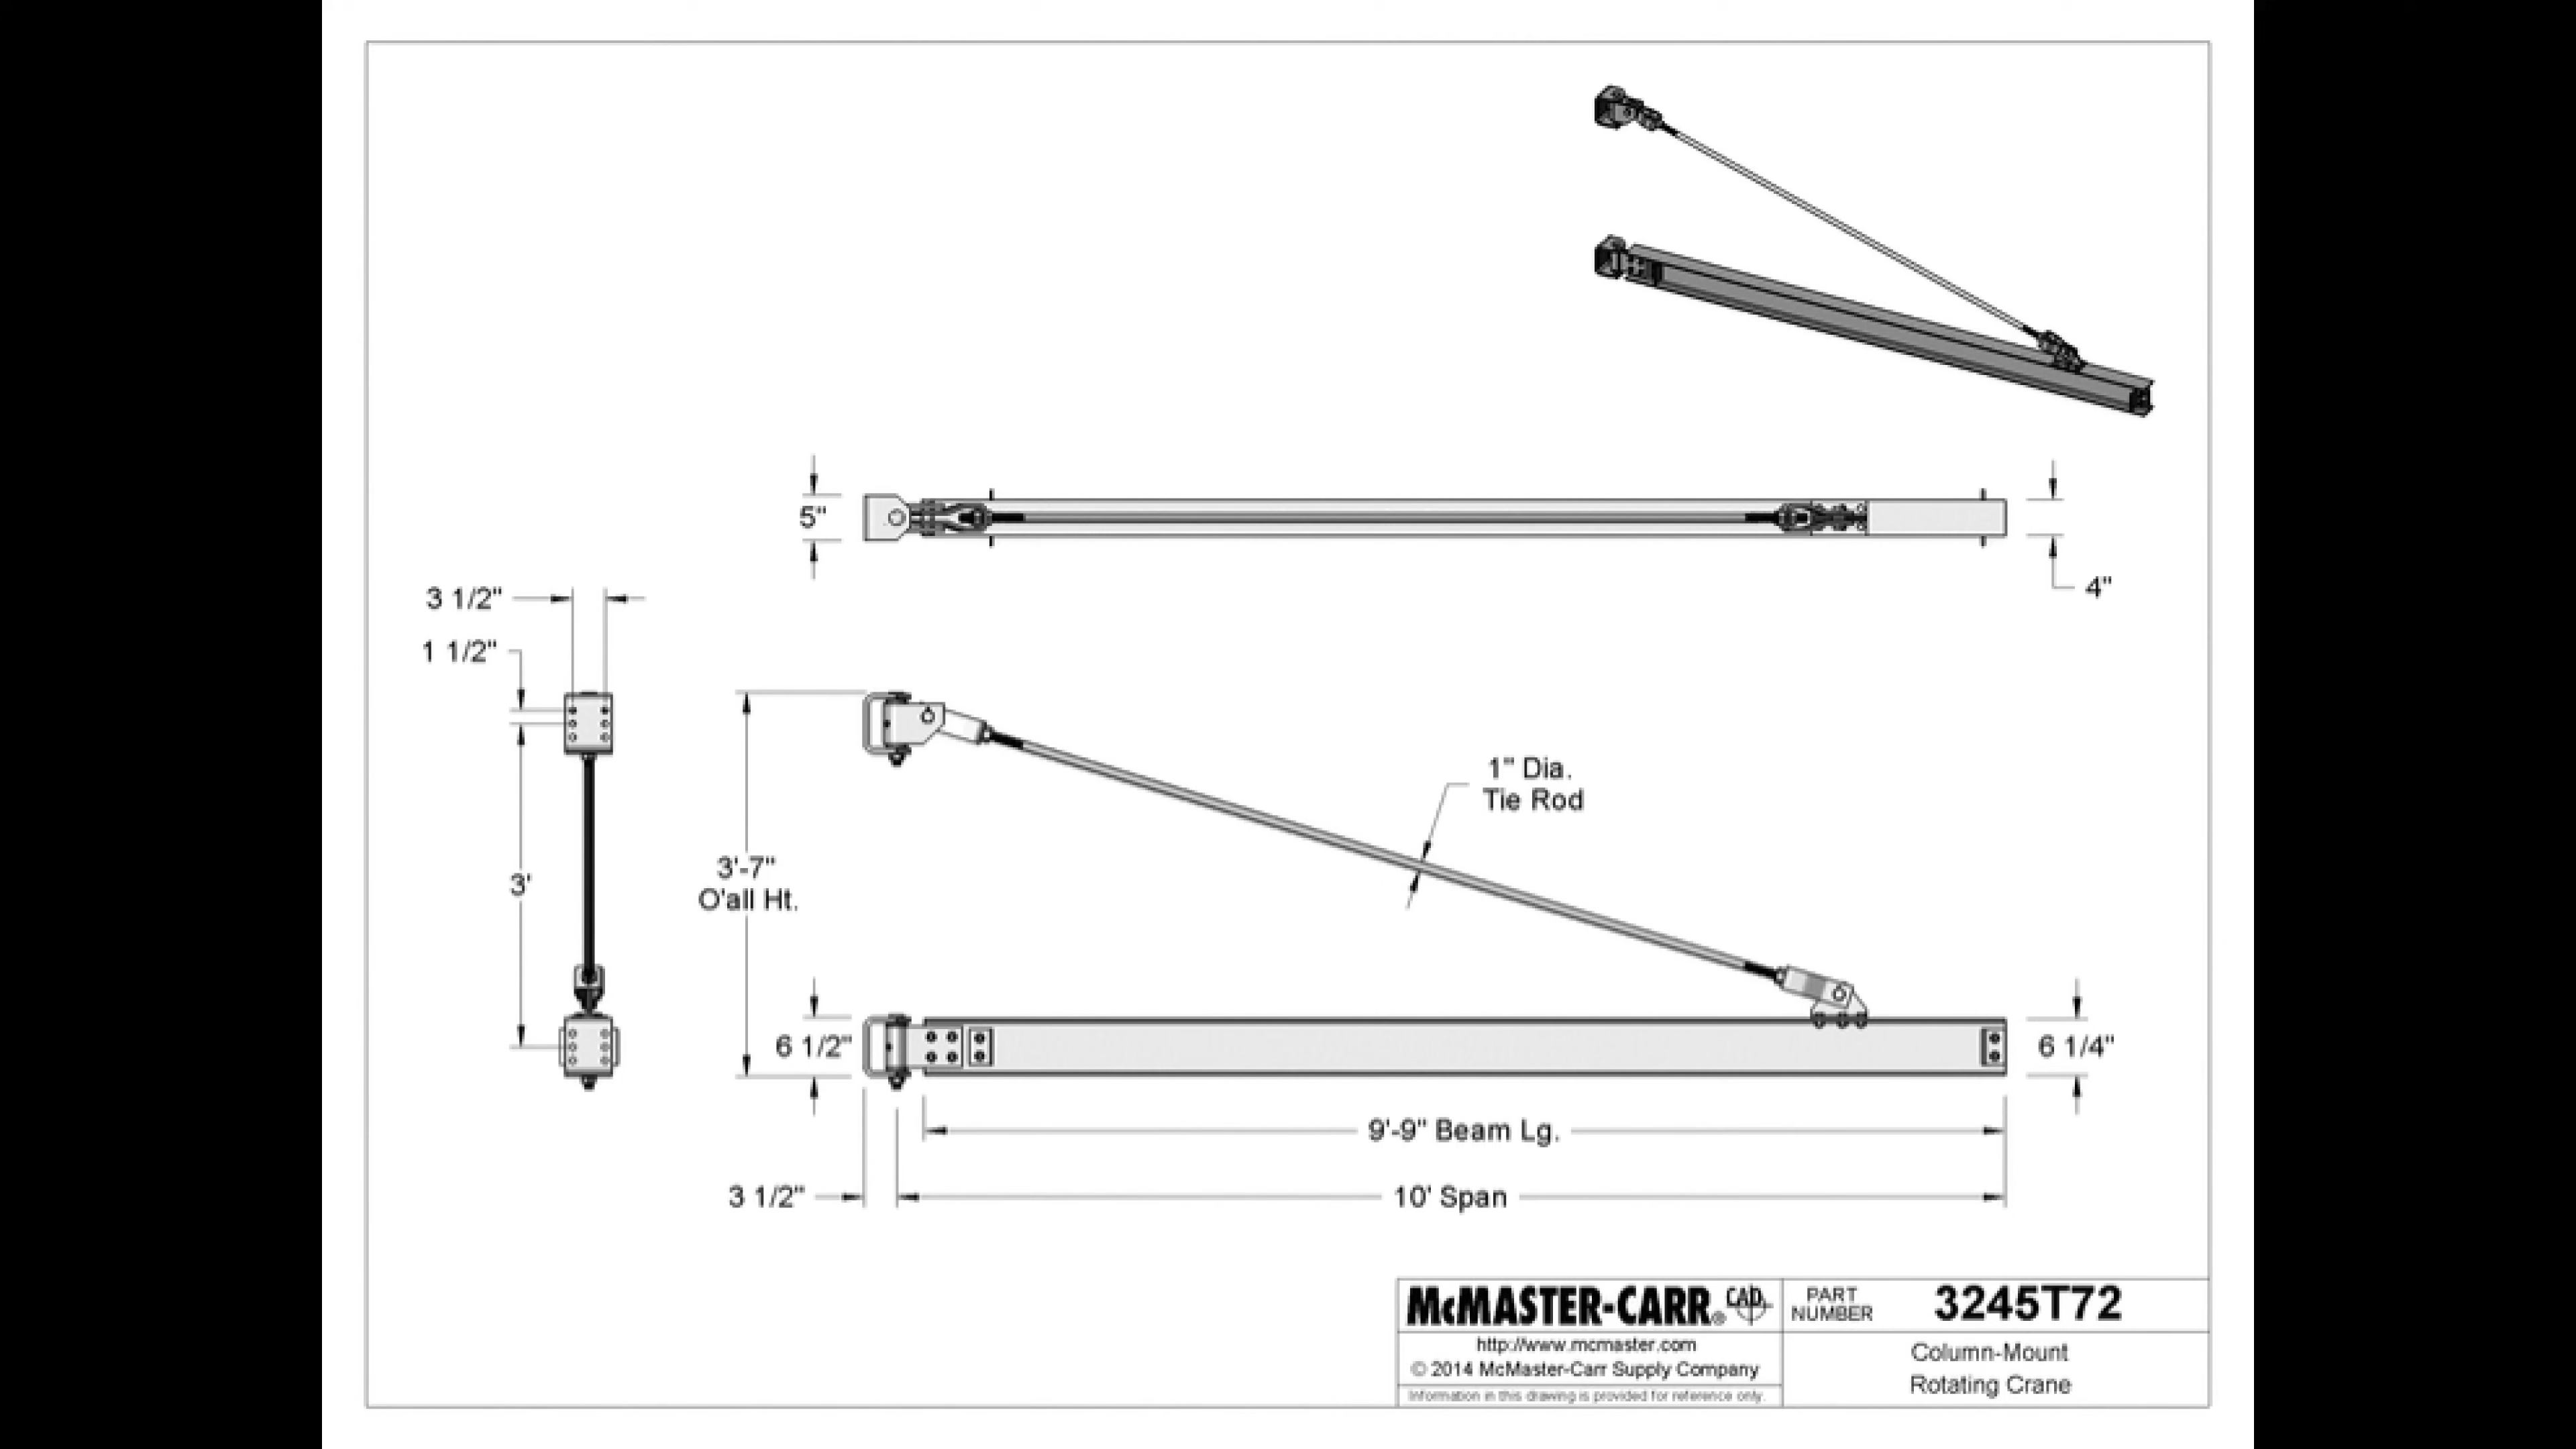 5"
4"
3 1/2"
1 1/2"
1" Dia.
Tie Rod
3'-7"
O'all Ht.
3'
6 1/2"
6 1/4"
9'-9" Beam Lg.
3 1/2"
10' Span
McMASTER-CARR® CAD
http://www.mcmaster.com
© 2014 McMaster-Carr Supply Company
Information in this drawing is provided for reference only.
PART
NUMBER
3245T72
Column-Mount
Rotating Crane